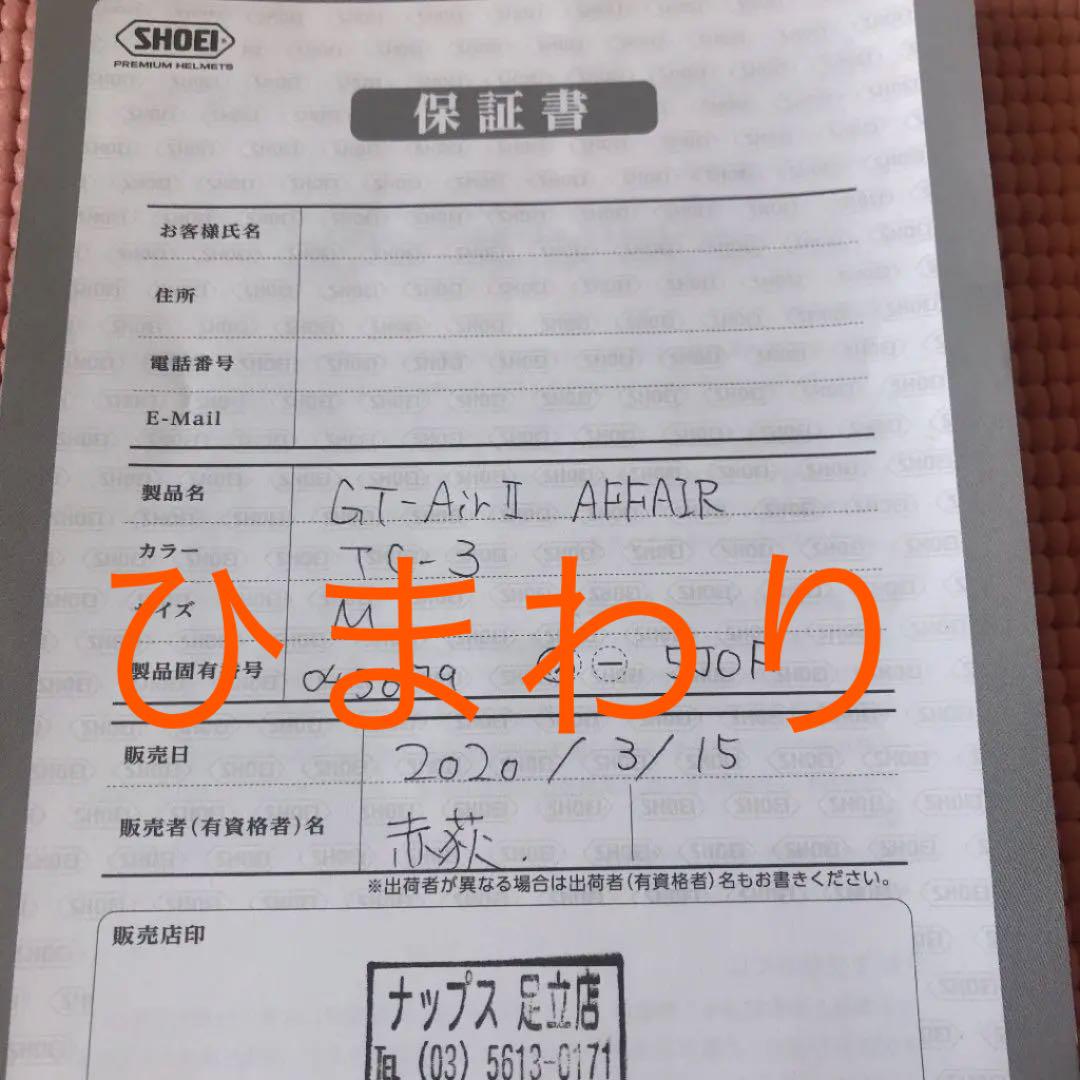 SHOEI
PREMIUM HELMETS
保証書
お客様氏名
住所
電話番号
E-Mail
製品名 GT-Air II AFFAIR
カラー TC-3
サイズ M
製品固有番号
ひまわり
販売日 2020/3/15
販売者(有資格者)名 赤荻
※出荷者が異なる場合は出荷者(有資格者)名もお書きください。
販売店印
ナップス 足立店
TEL (03) 5613-0171